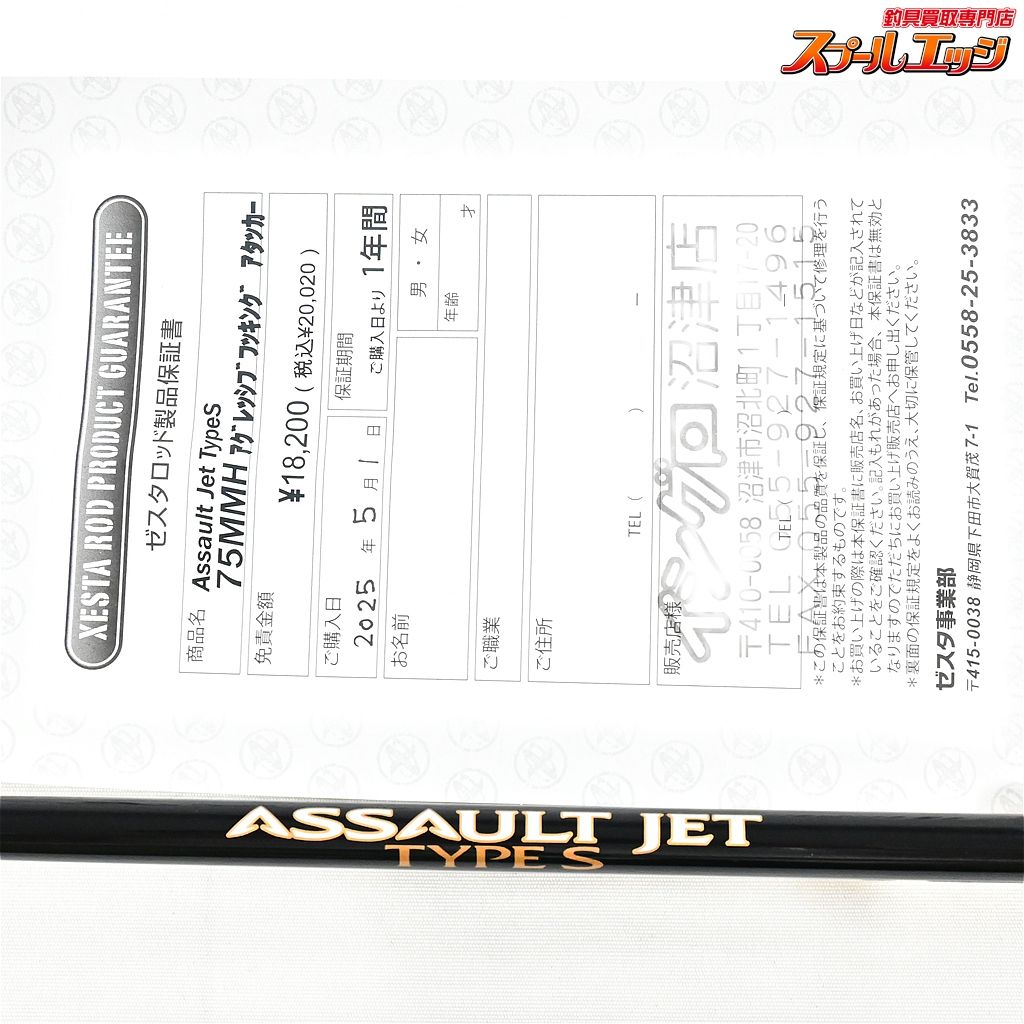 釣具買取専門店
スプールエッジ
XESTA ROD PRODUCT GUARANTEE
ゼスタロッド製品保証書
商品名
Assault Jet TypeS
75MMH ｱｸﾞﾚｯｼﾌﾞﾌｯｷﾝｸﾞ ｱﾀｯｶｰ
免責金額
¥18,200 ( 税込¥20,020 )
ご購入日
2025 年 5 月 1 日
保証期間
ご購入日より 1年間
お名前
男・女
年齢
才
ご職業
ご住所
TEL ( )
販売店様
イシグロ沼津店
〒410-0058 沼津市沼北町1丁目17-20
TEL 055-927-1496
TEL ( )
FAX 055-927-1515
＊この保証書は本製品の品質を保証し、保証規定に基づいて修理を行う
ことをお約束するものです。
＊お買い上げの際は本保証書に販売店名、お買い上げ日などが記入されて
いることをご確認ください。記入もれがあった場合、本保証書は無効と
なりますのでただちにお買い上げ販売店へお申し出ください。
＊裏面の保証規定をよくお読みのうえ、大切に保管してください。
ゼスタ事業部
〒415-0038 静岡県下田市大賀茂7-1 Tel.0558-25-3833
ASSAULT JET
TYPE S